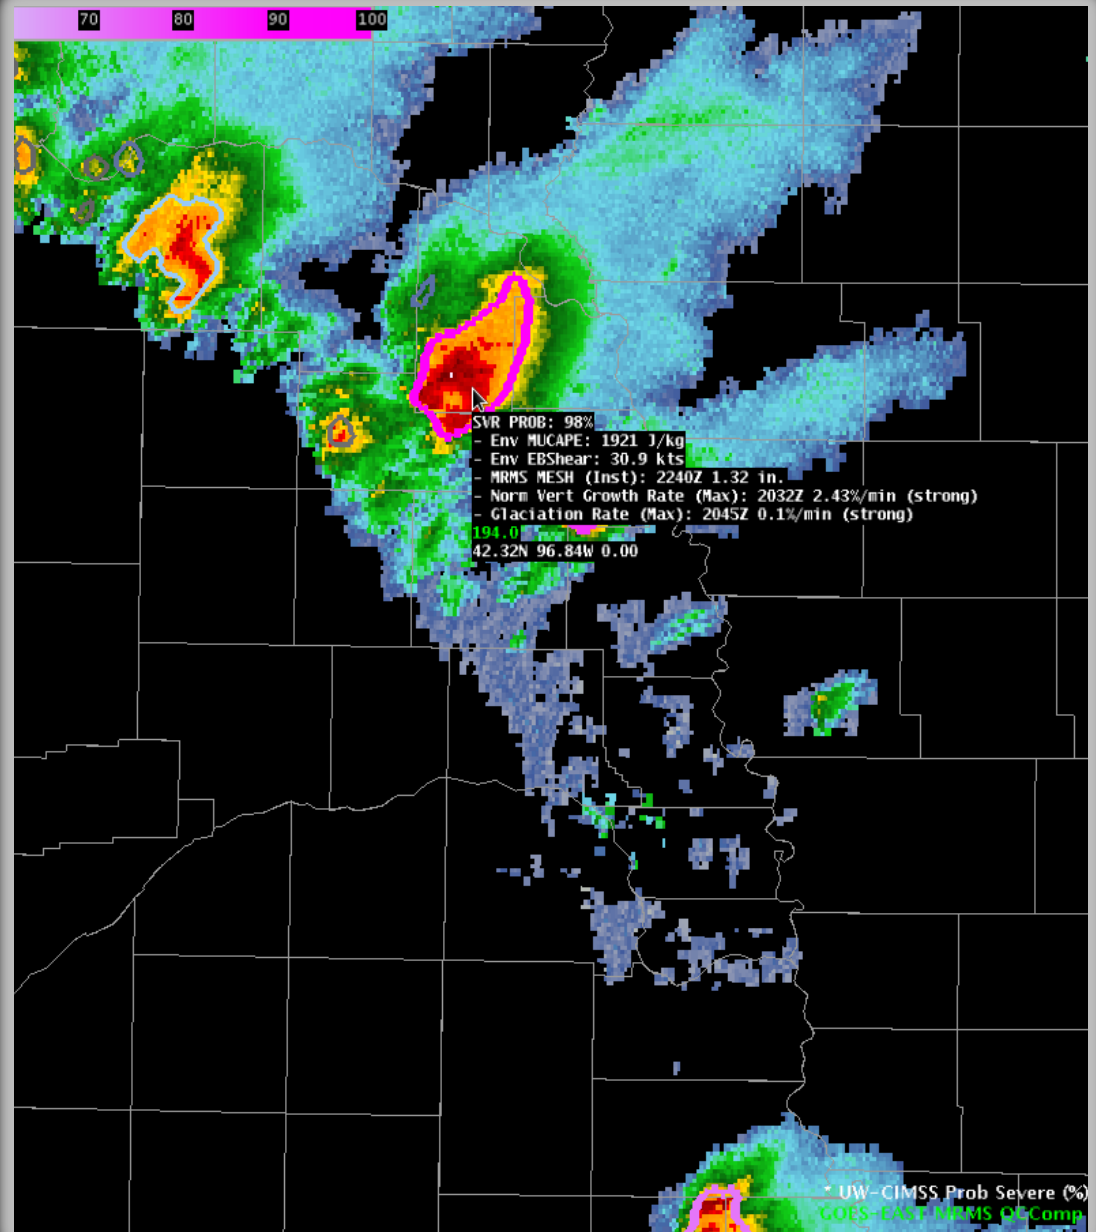 70 80 90 100
SVR PROB: 98%
- Env MUCAPE: 1921 J/kg
- Env EBShear: 30.9 kts
- MRMS MESH (Inst): 2240Z 1.32 in.
- Norm Vert Growth Rate (Max): 2032Z 2.43%/min (strong)
- Glaciation Rate (Max): 2045Z 0.1%/min (strong)
194.0
42.32N 96.84W 0.00
* UW-CIMSS Prob Severe (%)
GOES-EAST MRMS QCComp